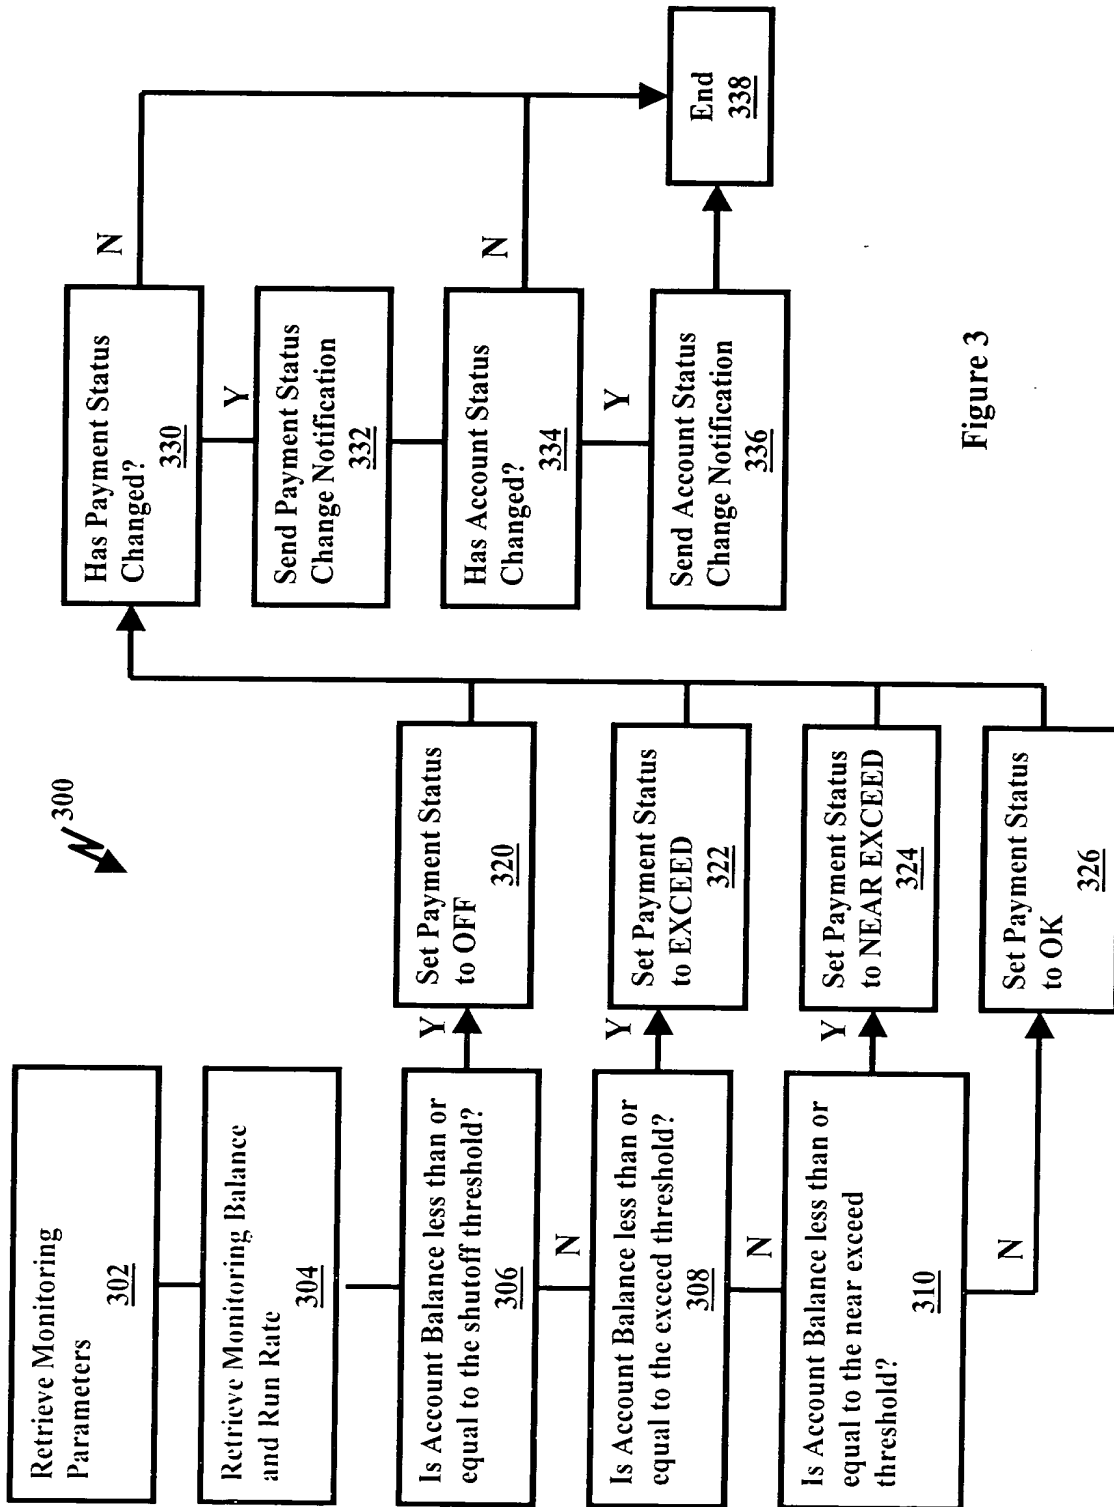 300
Retrieve Monitoring
Parameters
302
Retrieve Monitoring Balance
and Run Rate
304
Is Account Balance less than or
equal to the shutoff threshold?
306
Y
N
Is Account Balance less than or
equal to the exceed threshold?
308
Y
N
Is Account Balance less than or
equal to the near exceed
threshold?
310
Y
N
Set Payment Status
to OFF
320
Set Payment Status
to EXCEED
322
Set Payment Status
to NEAR EXCEED
324
Set Payment Status
to OK
326
Has Payment Status
Changed?
330
N
Y
Send Payment Status
Change Notification
332
Has Account Status
Changed?
334
N
Y
Send Account Status
Change Notification
336
End
338
Figure 3